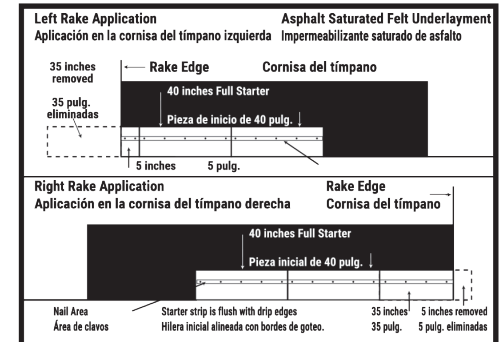 Left Rake Application
Asphalt Saturated Felt Underlayment
Aplicación en la cornisa del tímpano izquierda
Impermeabilizante saturado de asfalto
35 inches
removed
Rake Edge
Cornisa del tímpano
35 pulg.
eliminadas
40 inches Full Starter
Pieza de inicio de 40 pulg.
5 inches
5 pulg.
Right Rake Application
Rake Edge
Aplicación en la cornisa del tímpano derecha
Cornisa del tímpano
40 inches Full Starter
Pieza inicial de 40 pulg.
Nail Area
Starter strip is flush with drip edges
35 inches
5 inches removed
Área de clavos
Hilera inicial alineada con bordes de goteo.
35 pulg.
5 pulg. eliminadas